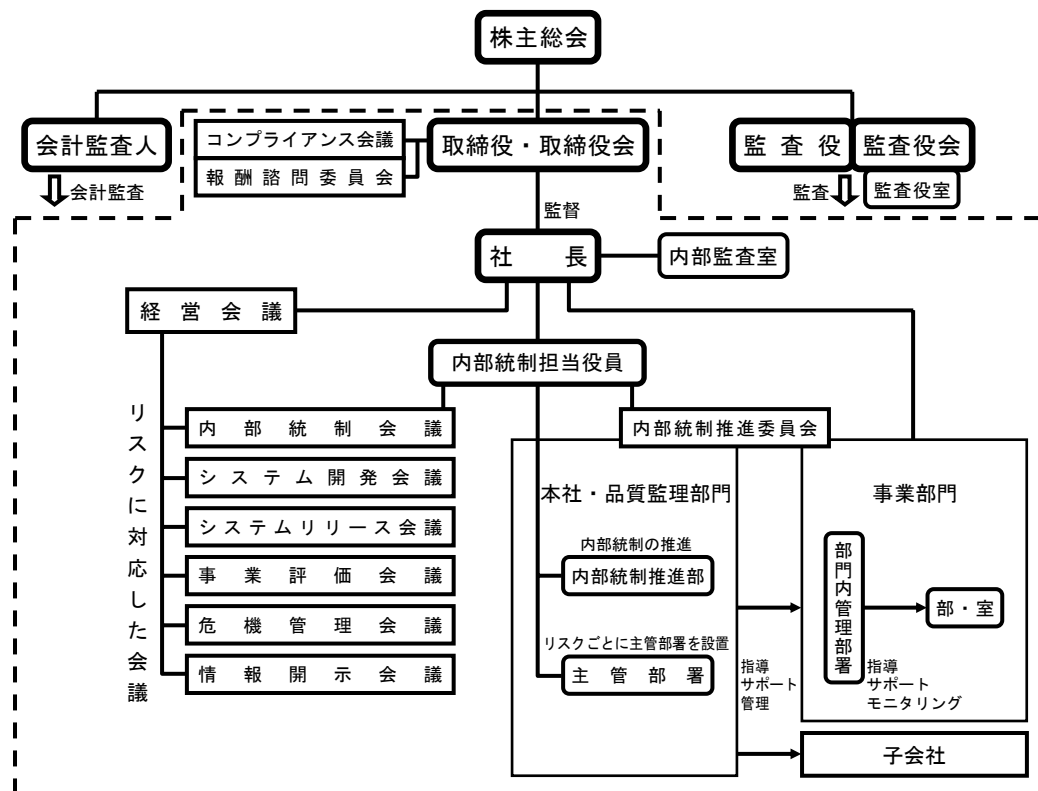 株主総会
会計監査人
コンプライアンス会議
報酬諮問委員会
取締役・取締役会
監査役
監査役会
会計監査
監査
監査役室
監督
社長
内部監査室
経営会議
内部統制担当役員
リスクに対応した会議
内部統制会議
システム開発会議
システムリリース会議
事業評価会議
危機管理会議
情報開示会議
内部統制推進委員会
本社・品質監理部門
内部統制の推進
内部統制推進部
リスクごとに主管部署を設置
主管部署
指導
サポート
管理
事業部門
部門内管理部署
部・室
指導
サポート
モニタリング
子会社